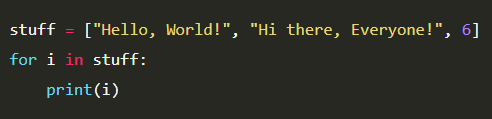 stuff = ["Hello, World!", "Hi there, Everyone!", 6]
for i in stuff:
    print(i)